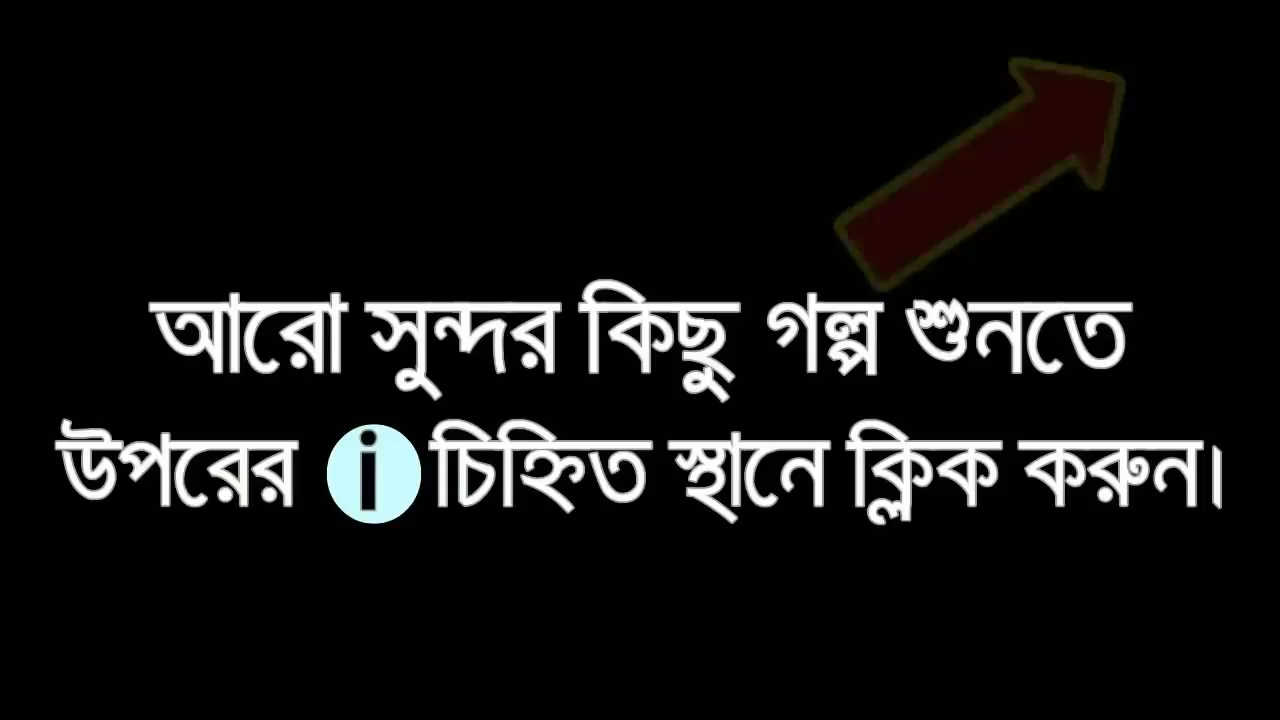 আরো সুন্দর কিছু গল্প শুনতে
উপরের i চিহ্নিত স্থানে ক্লিক করুন।